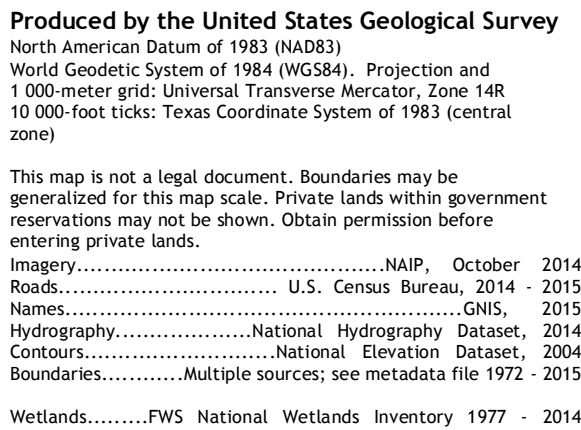 Produced by the United States Geological Survey
North American Datum of 1983 (NAD83)
World Geodetic System of 1984 (WGS84). Projection and
1 000-meter grid: Universal Transverse Mercator, Zone 14R
10 000-foot ticks: Texas Coordinate System of 1983 (central
zone)
This map is not a legal document. Boundaries may be
generalized for this map scale. Private lands within government
reservations may not be shown. Obtain permission before
entering private lands.
Imagery.............................................NAIP, October 2014
Roads................................ U.S. Census Bureau, 2014 - 2015
Names..........................................................GNIS, 2015
Hydrography....................National Hydrography Dataset, 2014
Contours............................National Elevation Dataset, 2004
Boundaries............Multiple sources; see metadata file 1972 - 2015
Wetlands.........FWS National Wetlands Inventory 1977 - 2014